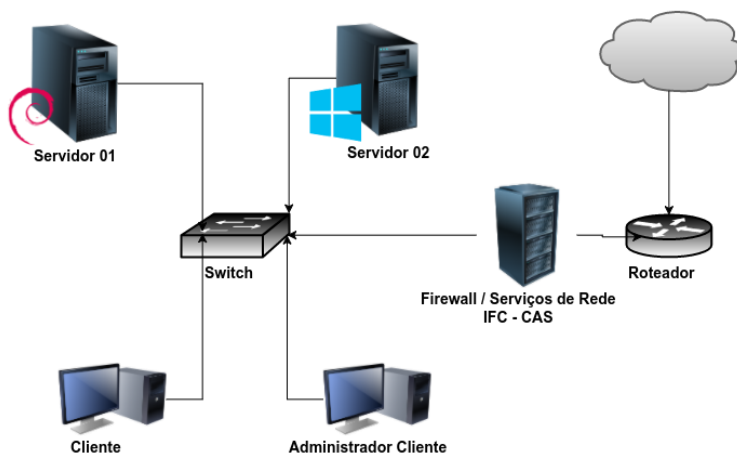 Servidor 01
Servidor 02
Switch
Firewall / Serviços de Rede
IFC - CAS
Roteador
Cliente
Administrador Cliente